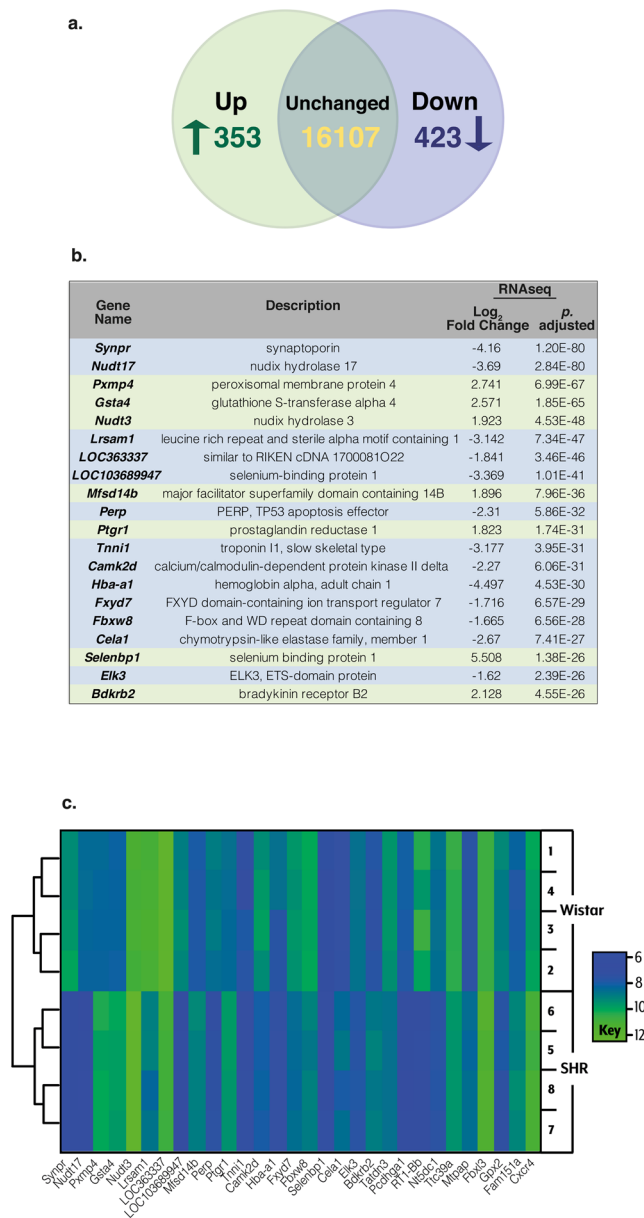 a.
Up Unchanged Down
353 16107 423
b.
RNAseq
Gene Name Description Log2 Fold Change p. adjusted
Synpr synaptoporin -4.16 1.20E-80
Nudt17 nudix hydrolase 17 -3.69 2.84E-80
Pxmp4 peroxisomal membrane protein 4 2.741 6.99E-67
Gsta4 glutathione S-transferase alpha 4 2.571 1.85E-65
Nudt3 nudix hydrolase 3 1.923 4.53E-48
Lrsam1 leucine rich repeat and sterile alpha motif containing 1 -3.142 7.34E-47
LOC363337 similar to RIKEN cDNA 1700081O22 -1.841 3.46E-46
LOC103689947 selenium-binding protein 1 -3.369 1.01E-41
Mfsd14b major facilitator superfamily domain containing 14B 1.896 7.96E-36
Perp PERP, TP53 apoptosis effector -2.31 5.86E-32
Ptgr1 prostaglandin reductase 1 1.823 1.74E-31
Tnni1 troponin I1, slow skeletal type -3.177 3.95E-31
Camk2d calcium/calmodulin-dependent protein kinase II delta -2.27 6.06E-31
Hba-a1 hemoglobin alpha, adult chain 1 -4.497 4.53E-30
Fxyd7 FXYD domain-containing ion transport regulator 7 -1.716 6.57E-29
Fbxw8 F-box and WD repeat domain containing 8 -1.665 6.56E-28
Cela1 chymotrypsin-like elastase family, member 1 -2.67 7.41E-27
Selenbp1 selenium binding protein 1 5.508 1.38E-26
Elk3 ELK3, ETS-domain protein -1.62 2.39E-26
Bdkrb2 bradykinin receptor B2 2.128 4.55E-26
c.
1
4
Wistar
3
2
6
5
SHR
8
7
6
8
10
12
Key
Synpr Nudt17 Pxmp4 Gsta4 Nudt3 Lrsam1 LOC363337 LOC103689947 Mfsd14b Perp Ptgr1 Tnni1 Camk2d Hba-a1 Fxyd7 Fbxw8 Selenbp1 Cela1 Elk3 Bdkrb2 Tatdn3 Pcdhga1 RT1-Bb Nt5dc1 Ttc39a Mtpap Fbxl3 Gpx2 Fam151a Cxcr4